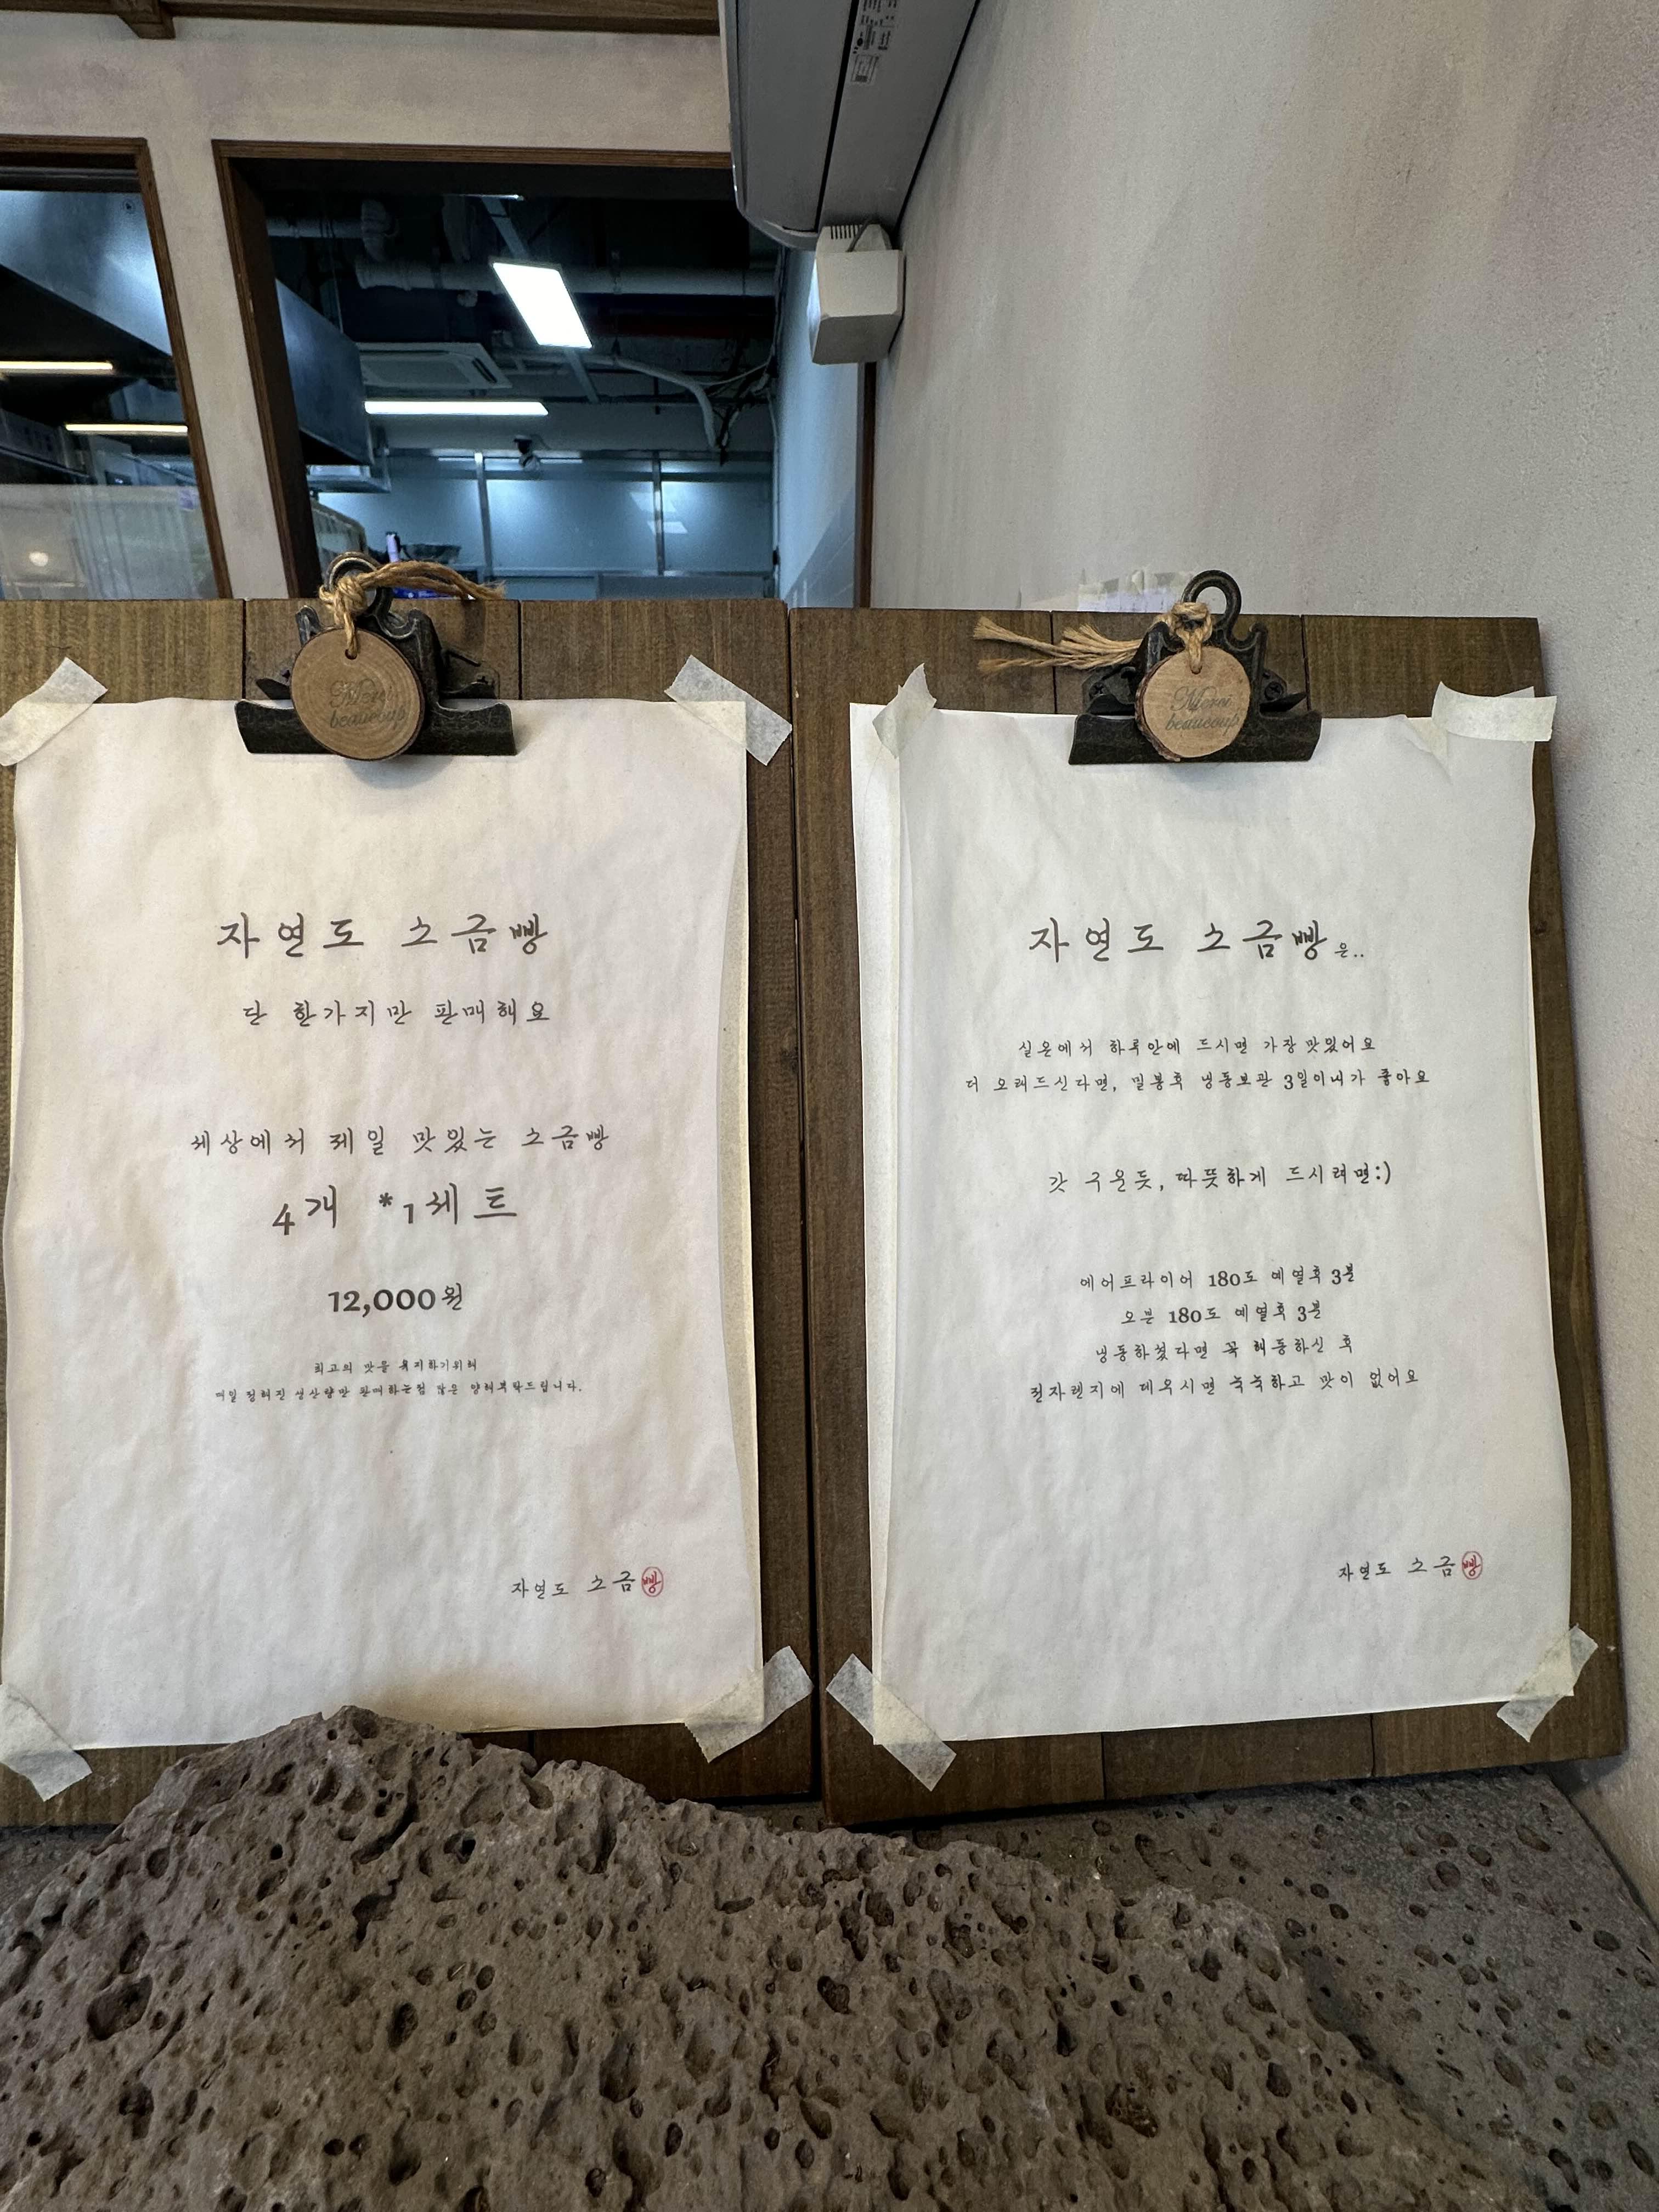 Merci
beaucoup
자연도 소금빵
단 한가지만 판매해요
세상에서 제일 맛있는 소금빵
4개 *1세트
12,000원
최고의 맛을 유지하기위해
매일 정해진 생산량만 판매하는점 많은 양해부탁드립니다.
자연도 소금빵
Merci
beaucoup
자연도 소금빵은..
실온에서 하루안에 드시면 가장 맛있어요
더 오래드신다면, 밀봉후 냉동보관 3일이내가 좋아요
갓 구운듯, 따뜻하게 드시려면:)
에어프라이어 180도 예열후 3분
오븐 180도 예열후 3분
냉동하셨다면 꼭 해동하신 후
전자렌지에 데우시면 눅눅하고 맛이 없어요
자연도 소금빵